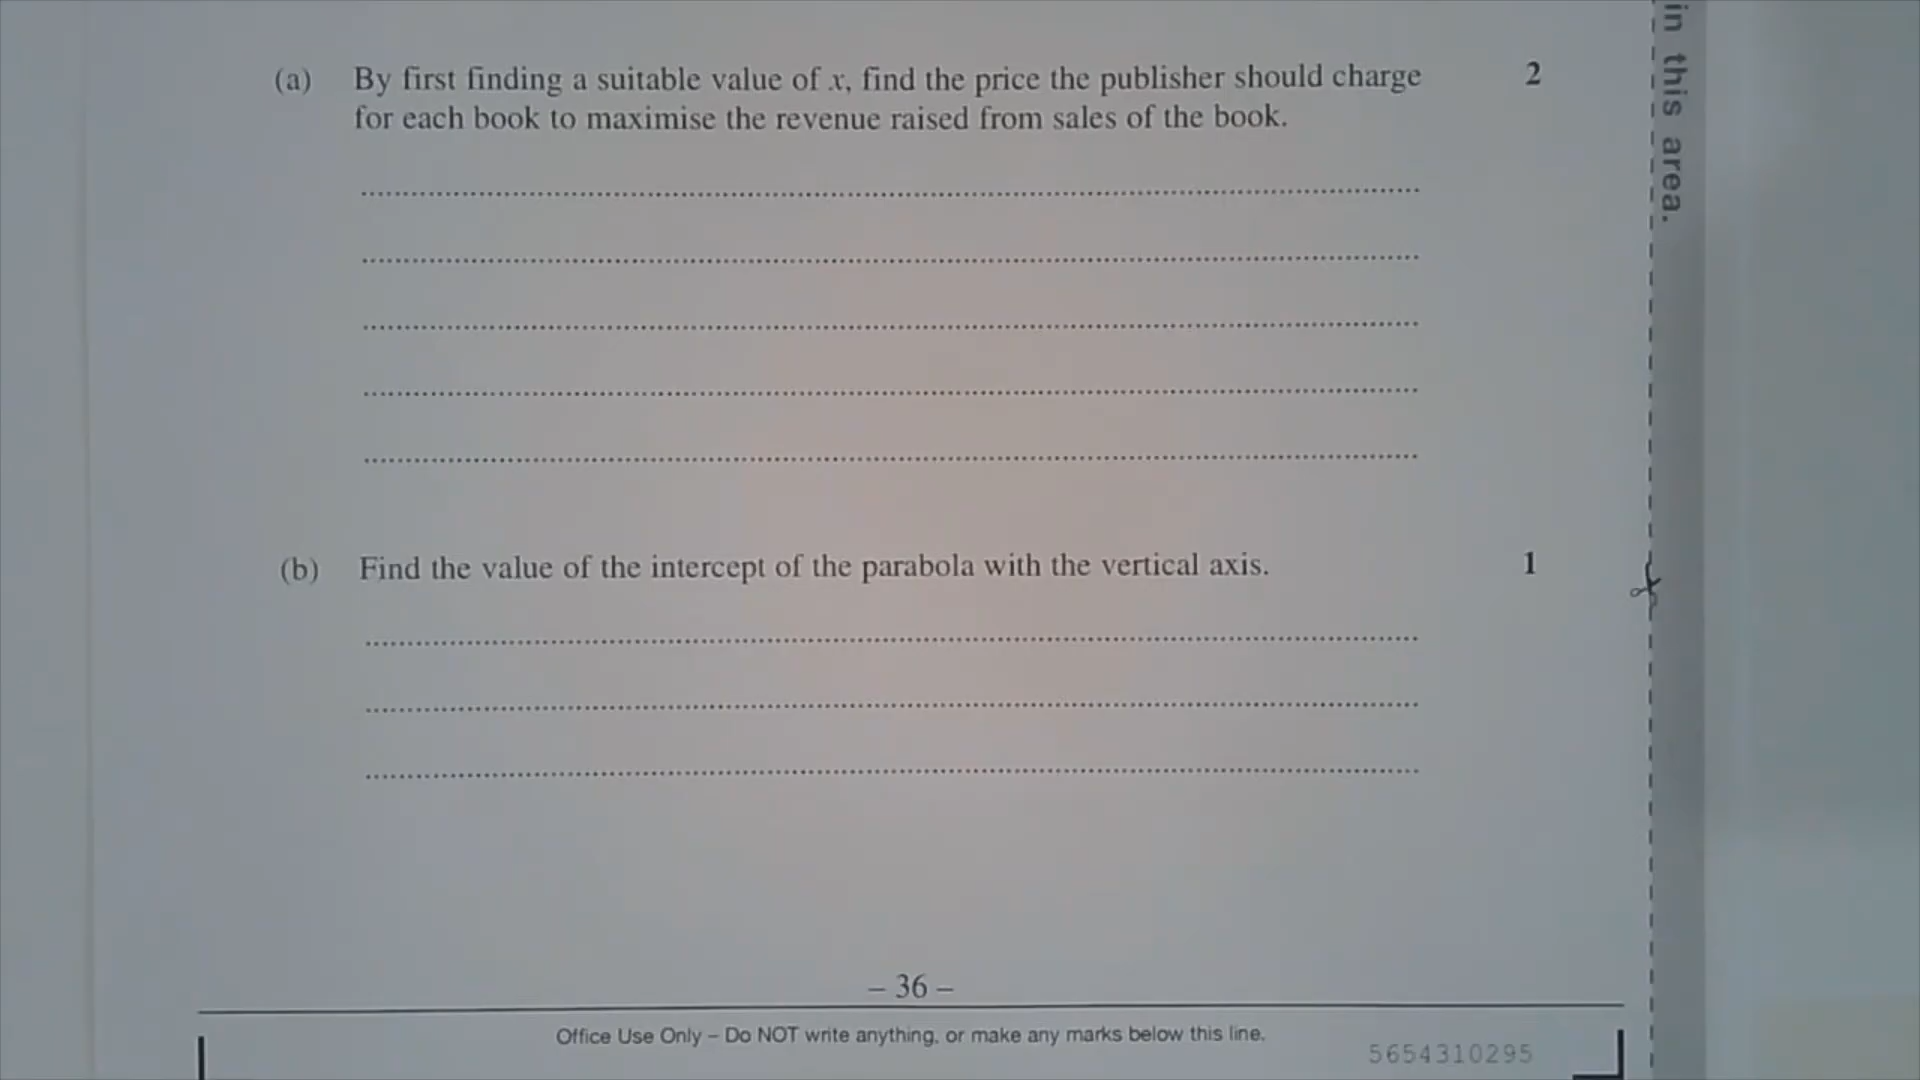 (a) By first finding a suitable value of x, find the price the publisher should charge 2
for each book to maximise the revenue raised from sales of the book.
(b) Find the value of the intercept of the parabola with the vertical axis. 1
– 36 –
Office Use Only – Do NOT write anything, or make any marks below this line.
5654310295
in this area.